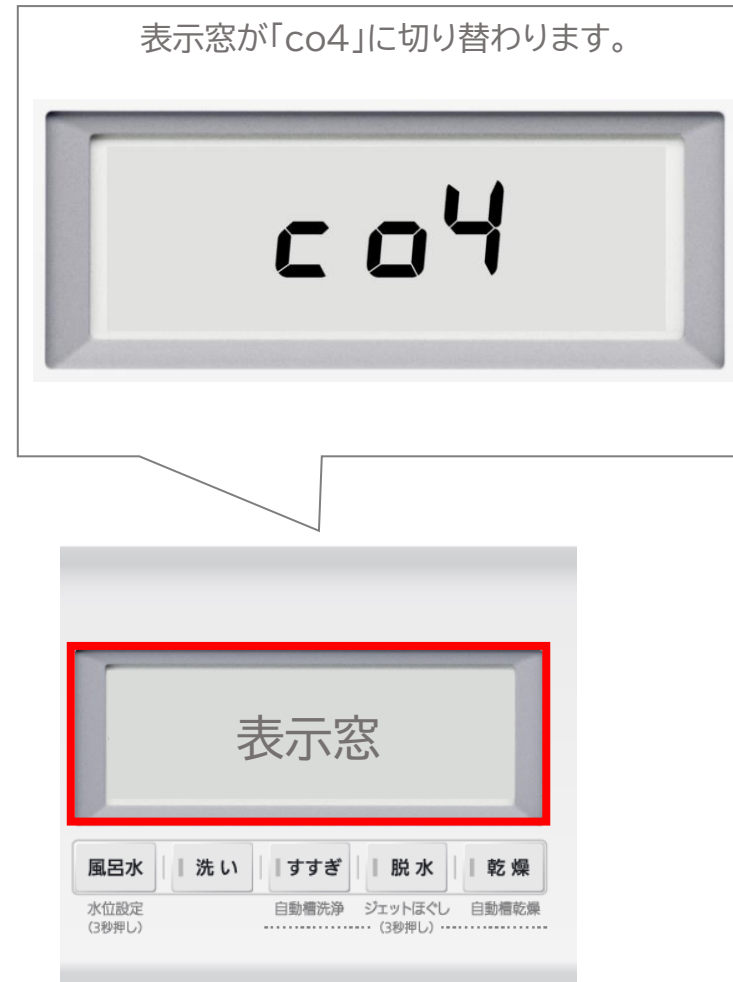 表示窓が「co4」に切り替わります。
co4
表示窓
風呂水 洗い すすぎ 脱水 乾燥
水位設定 自動槽洗浄 ジェットほぐし 自動槽乾燥
(3秒押し) (3秒押し)